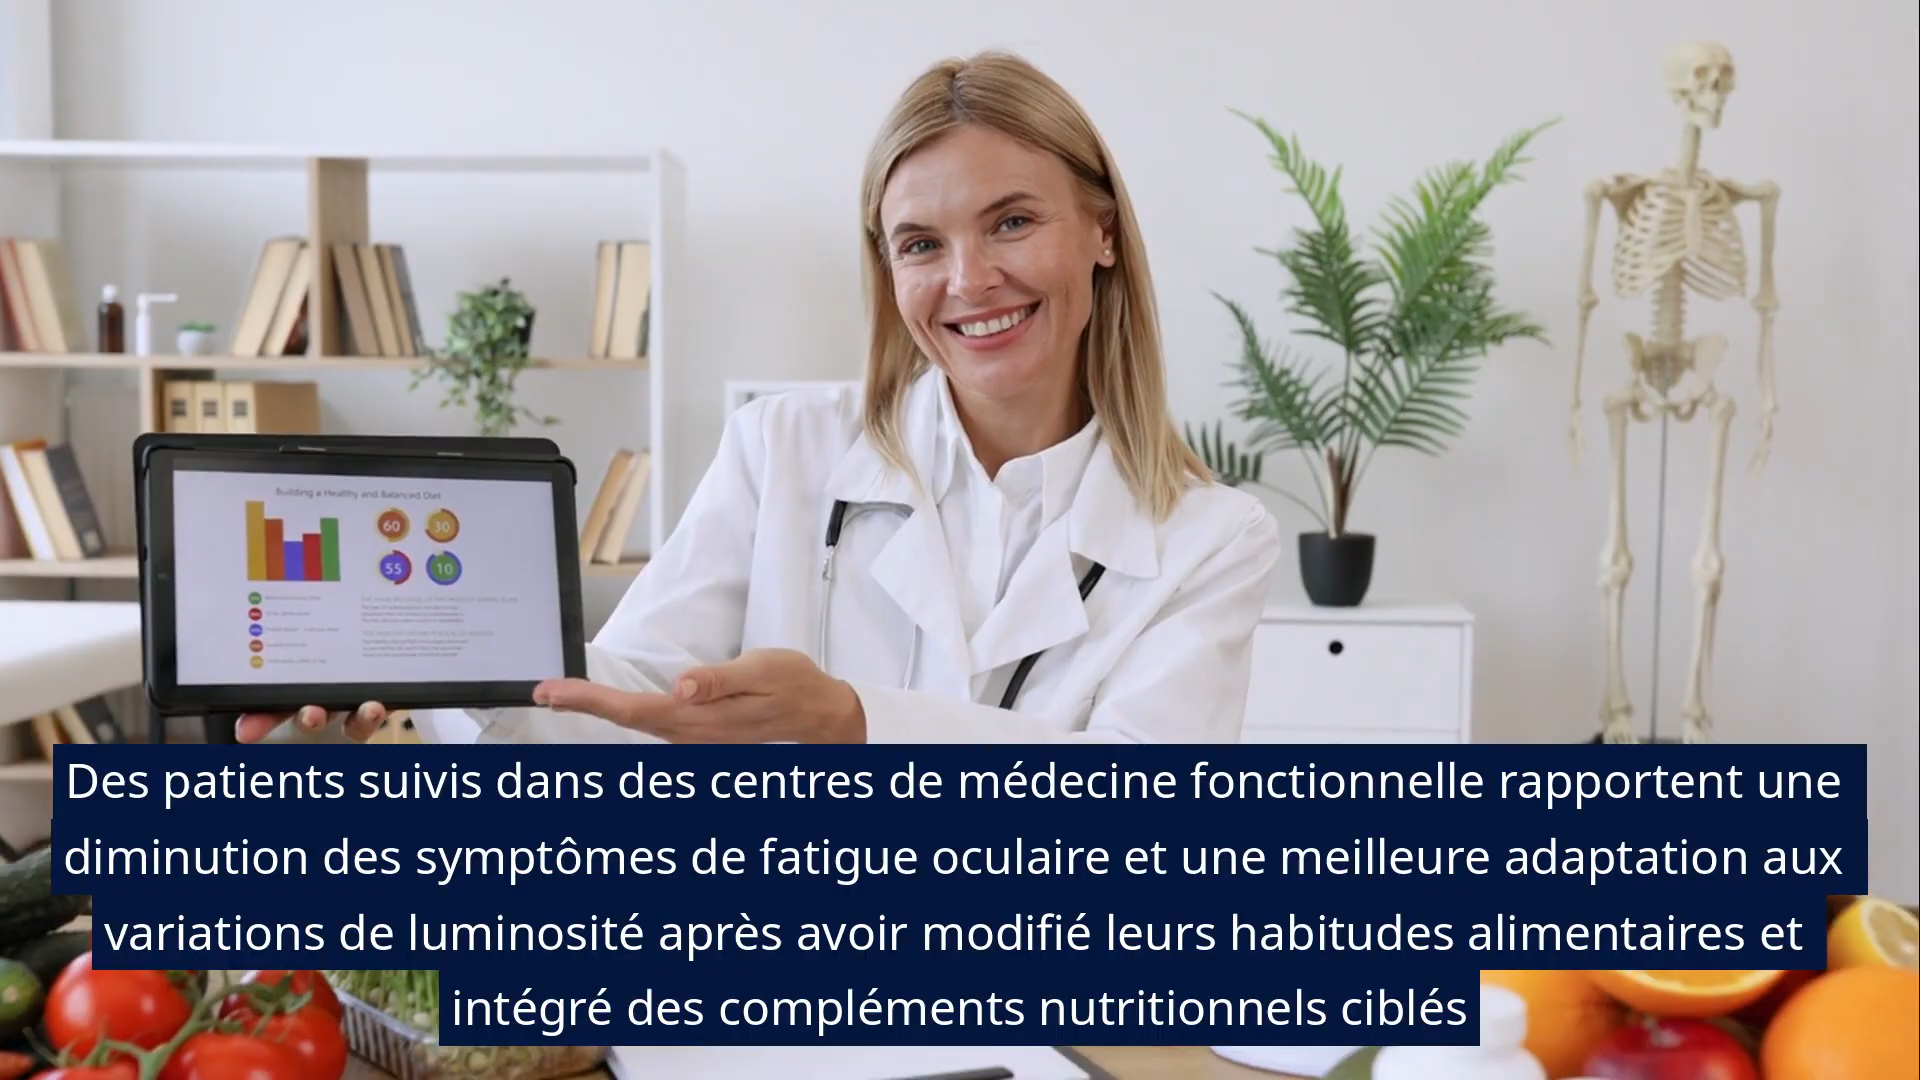 Building a Healthy and Balanced Diet
60
30
55
10
Des patients suivis dans des centres de médecine fonctionnelle rapportent une
diminution des symptômes de fatigue oculaire et une meilleure adaptation aux
variations de luminosité après avoir modifié leurs habitudes alimentaires et
intégré des compléments nutritionnels ciblés